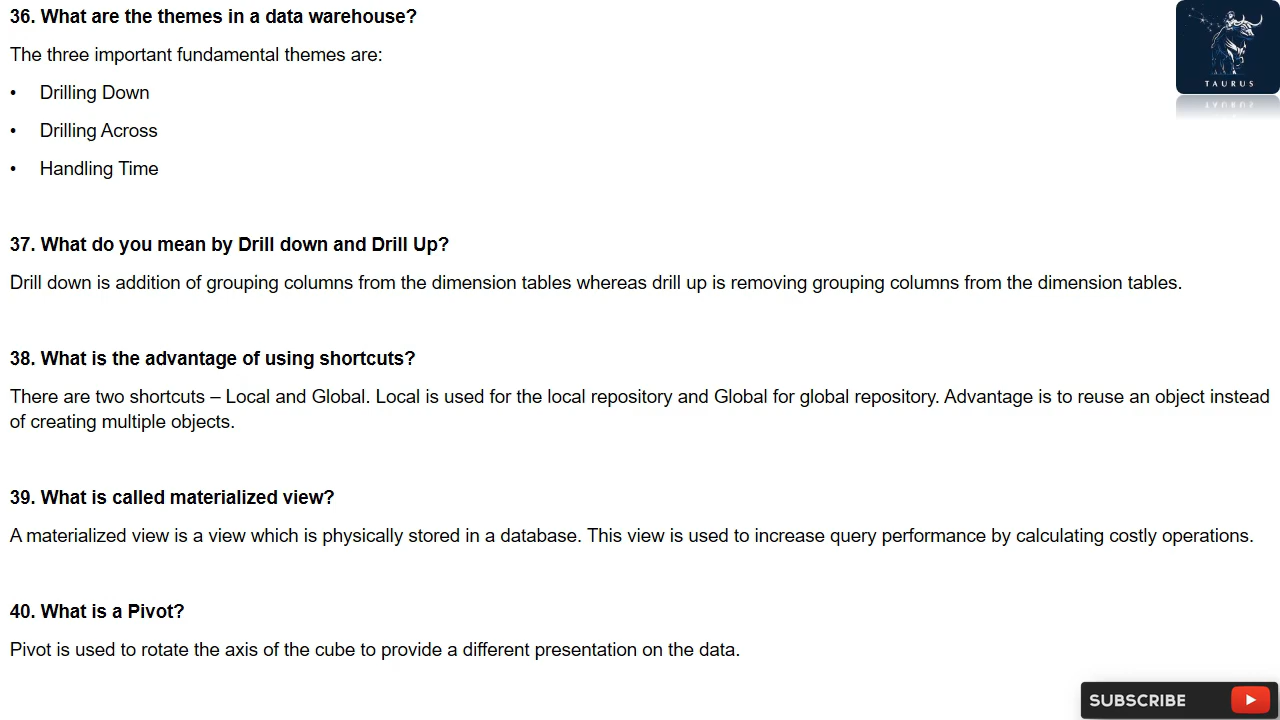 36. What are the themes in a data warehouse?
TAURUS
The three important fundamental themes are:
• Drilling Down
• Drilling Across
• Handling Time
37. What do you mean by Drill down and Drill Up?
Drill down is addition of grouping columns from the dimension tables whereas drill up is removing grouping columns from the dimension tables.
38. What is the advantage of using shortcuts?
There are two shortcuts – Local and Global. Local is used for the local repository and Global for global repository. Advantage is to reuse an object instead
of creating multiple objects.
39. What is called materialized view?
A materialized view is a view which is physically stored in a database. This view is used to increase query performance by calculating costly operations.
40. What is a Pivot?
Pivot is used to rotate the axis of the cube to provide a different presentation on the data.
SUBSCRIBE